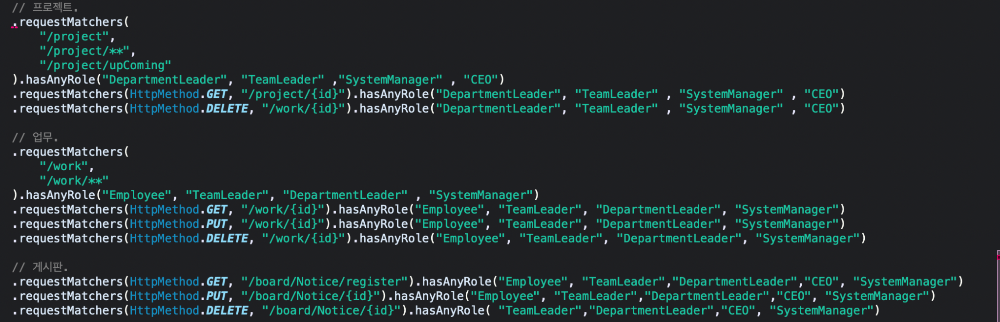 // 프로젝트.
.requestMatchers(
    "/project",
    "/project/**",
    "/project/upComing"
).hasAnyRole("DepartmentLeader", "TeamLeader" ,"SystemManager" , "CEO")
.requestMatchers(HttpMethod.GET, "/project/{id}").hasAnyRole("DepartmentLeader", "TeamLeader" , "SystemManager" , "CEO")
.requestMatchers(HttpMethod.DELETE, "/work/{id}").hasAnyRole("DepartmentLeader", "TeamLeader" , "SystemManager" , "CEO")

// 업무.
.requestMatchers(
    "/work",
    "/work/**"
).hasAnyRole("Employee", "TeamLeader", "DepartmentLeader" , "SystemManager")
.requestMatchers(HttpMethod.GET, "/work/{id}").hasAnyRole("Employee", "TeamLeader", "DepartmentLeader", "SystemManager")
.requestMatchers(HttpMethod.PUT, "/work/{id}").hasAnyRole("Employee", "TeamLeader", "DepartmentLeader", "SystemManager")
.requestMatchers(HttpMethod.DELETE, "/work/{id}").hasAnyRole("Employee", "TeamLeader", "DepartmentLeader", "SystemManager")

// 게시판.
.requestMatchers(HttpMethod.GET, "/board/Notice/register").hasAnyRole("Employee", "TeamLeader","DepartmentLeader","CEO", "SystemManager")
.requestMatchers(HttpMethod.PUT, "/board/Notice/{id}").hasAnyRole("Employee", "TeamLeader","DepartmentLeader","CEO", "SystemManager")
.requestMatchers(HttpMethod.DELETE, "/board/Notice/{id}").hasAnyRole( "TeamLeader","DepartmentLeader","CEO", "SystemManager")